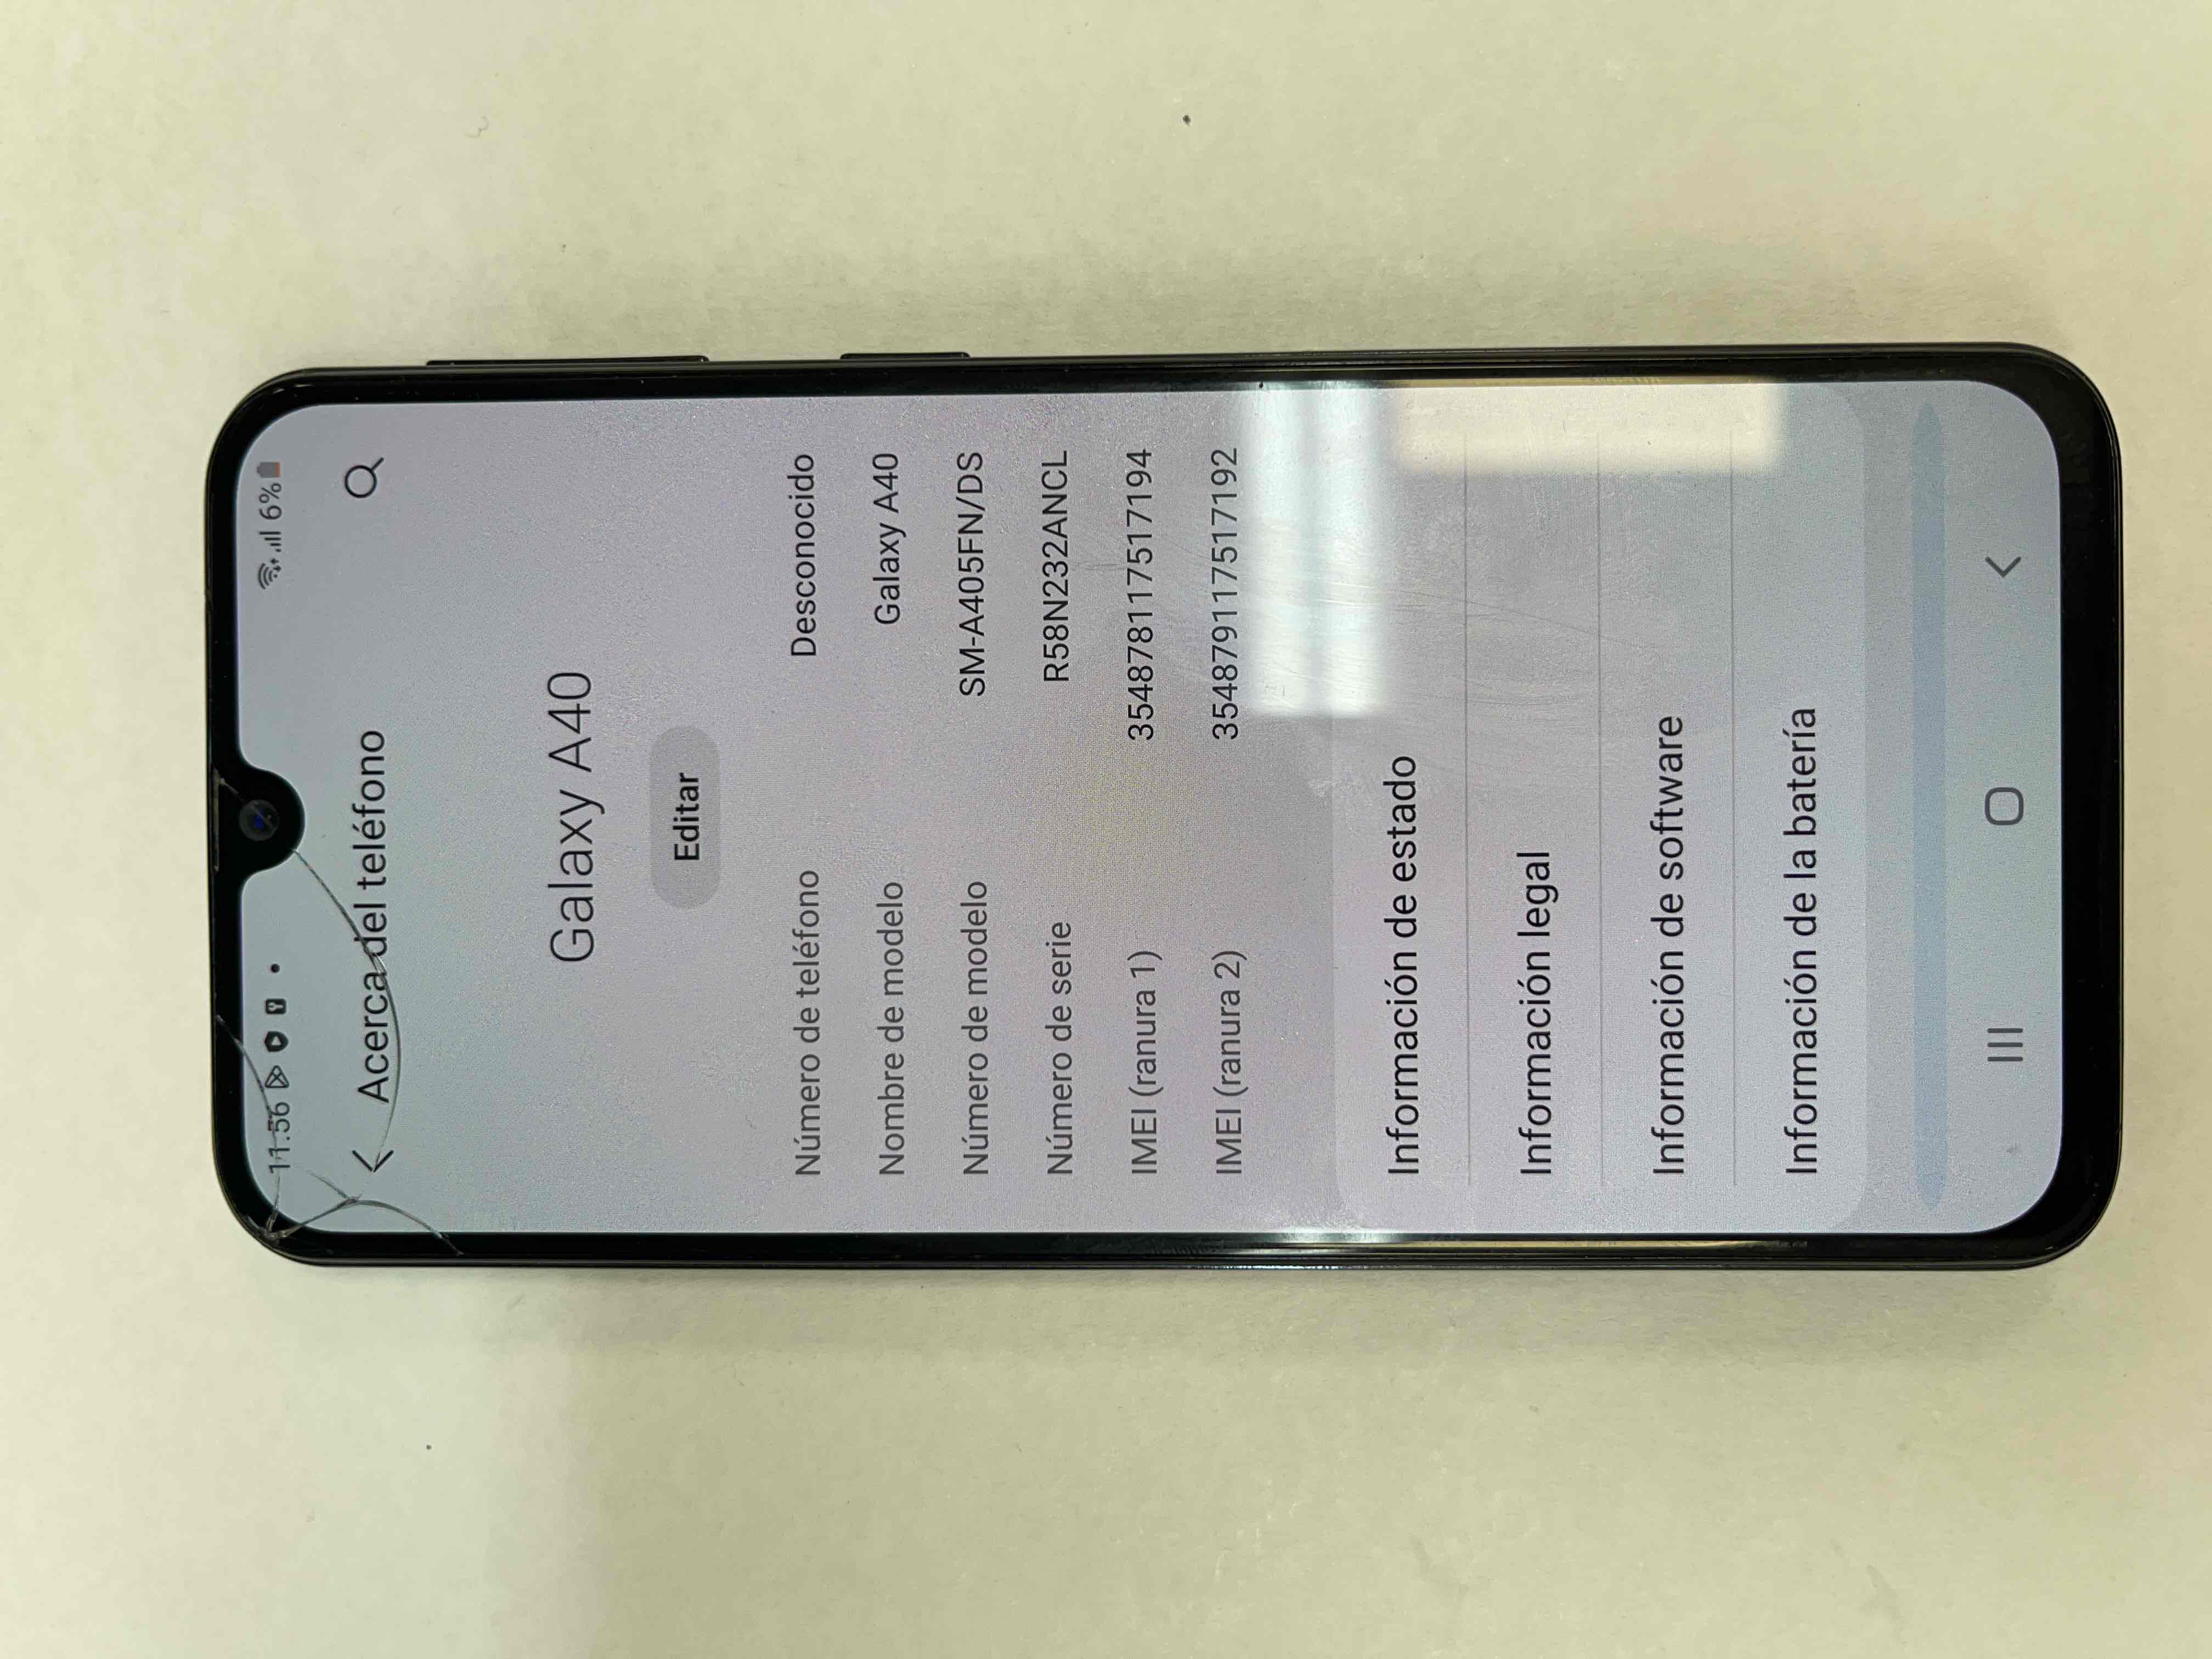 11:56 6%
Acerca del teléfono
Galaxy A40
Editar
Número de teléfono Desconocido
Nombre de modelo Galaxy A40
Número de modelo SM-A405FN/DS
Número de serie R58N232ANCL
IMEI (ranura 1) 354878117517194
IMEI (ranura 2) 354879117517192
Información de estado
Información legal
Información de software
Información de la batería